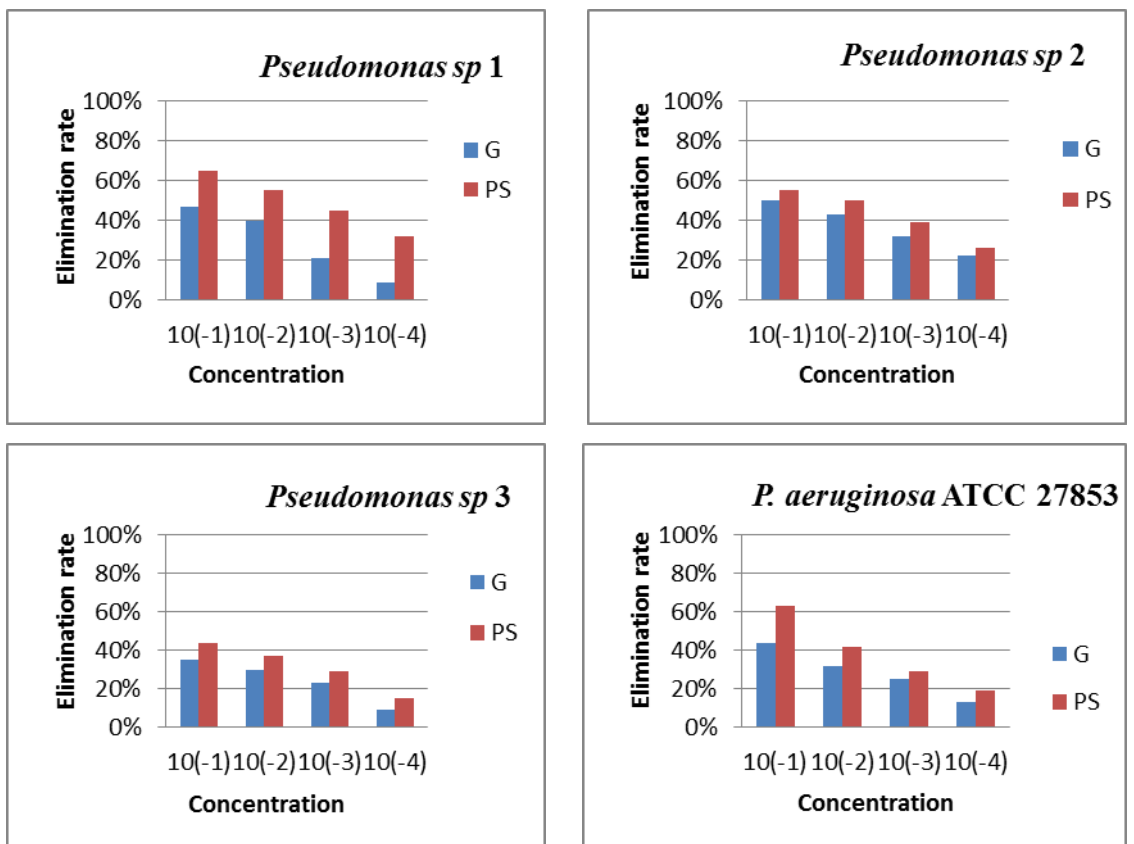 Pseudomonas sp 1
100%
80%
60%
40%
20%
0%
Elimination rate
10(-1) 10(-2) 10(-3) 10(-4)
Concentration
G
PS
Pseudomonas sp 2
100%
80%
60%
40%
20%
0%
Elimination rate
10(-1) 10(-2) 10(-3) 10(-4)
Concentration
G
PS
Pseudomonas sp 3
100%
80%
60%
40%
20%
0%
Elimination rate
10(-1) 10(-2) 10(-3) 10(-4)
Concentration
G
PS
P. aeruginosa ATCC 27853
100%
80%
60%
40%
20%
0%
Elimination rate
10(-1) 10(-2) 10(-3) 10(-4)
Concentration
G
PS